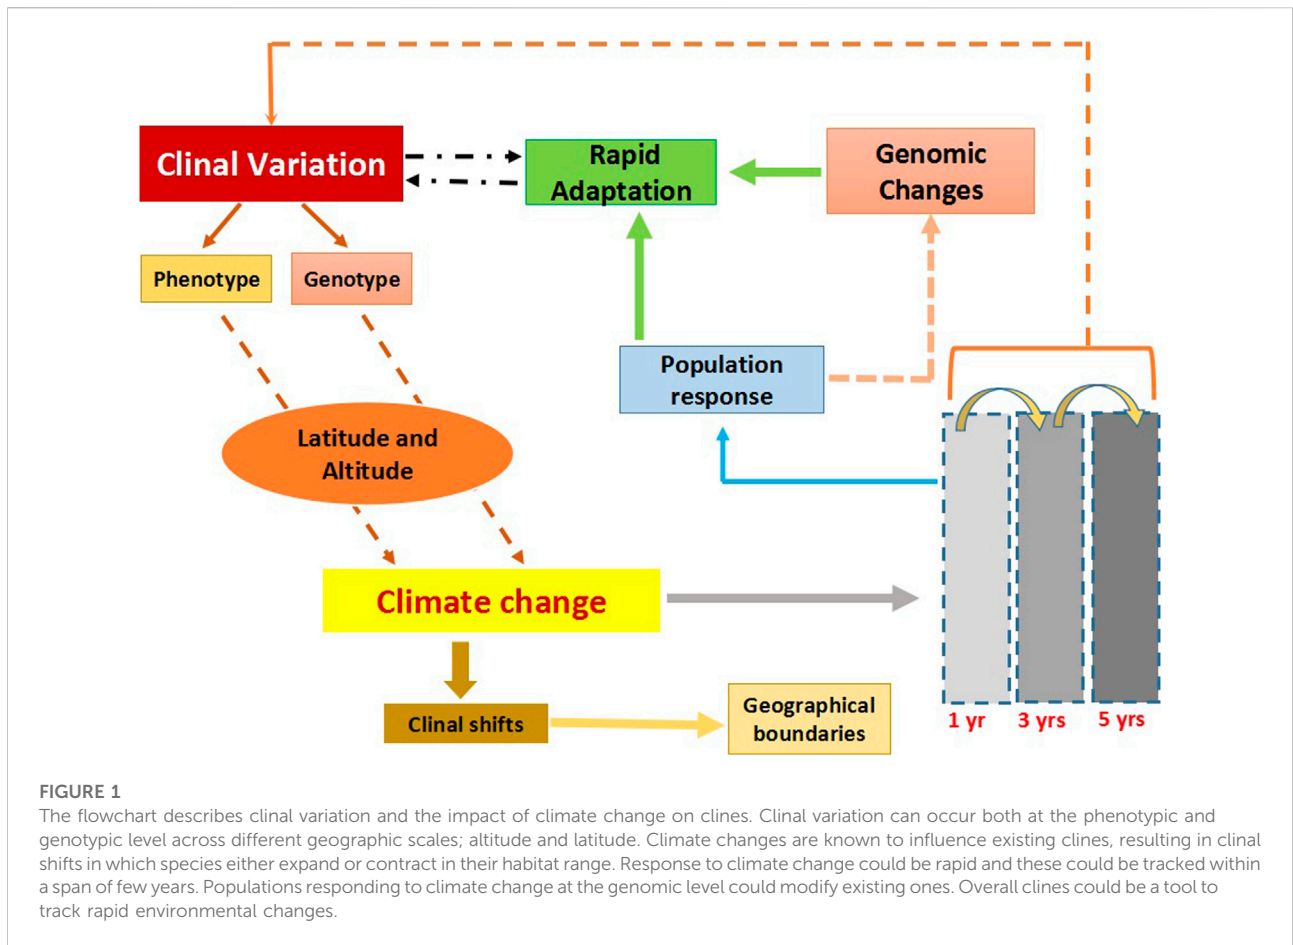 Clinal Variation
Rapid
Adaptation
Genomic
Changes
Phenotype
Genotype
Population
response
Latitude and
Altitude
Climate change
Clinal shifts
Geographical
boundaries
1 yr
3 yrs
5 yrs
FIGURE 1
The flowchart describes clinal variation and the impact of climate change on clines. Clinal variation can occur both at the phenotypic and
genotypic level across different geographic scales; altitude and latitude. Climate changes are known to influence existing clines, resulting in clinal
shifts in which species either expand or contract in their habitat range. Response to climate change could be rapid and these could be tracked within
a span of few years. Populations responding to climate change at the genomic level could modify existing ones. Overall clines could be a tool to
track rapid environmental changes.